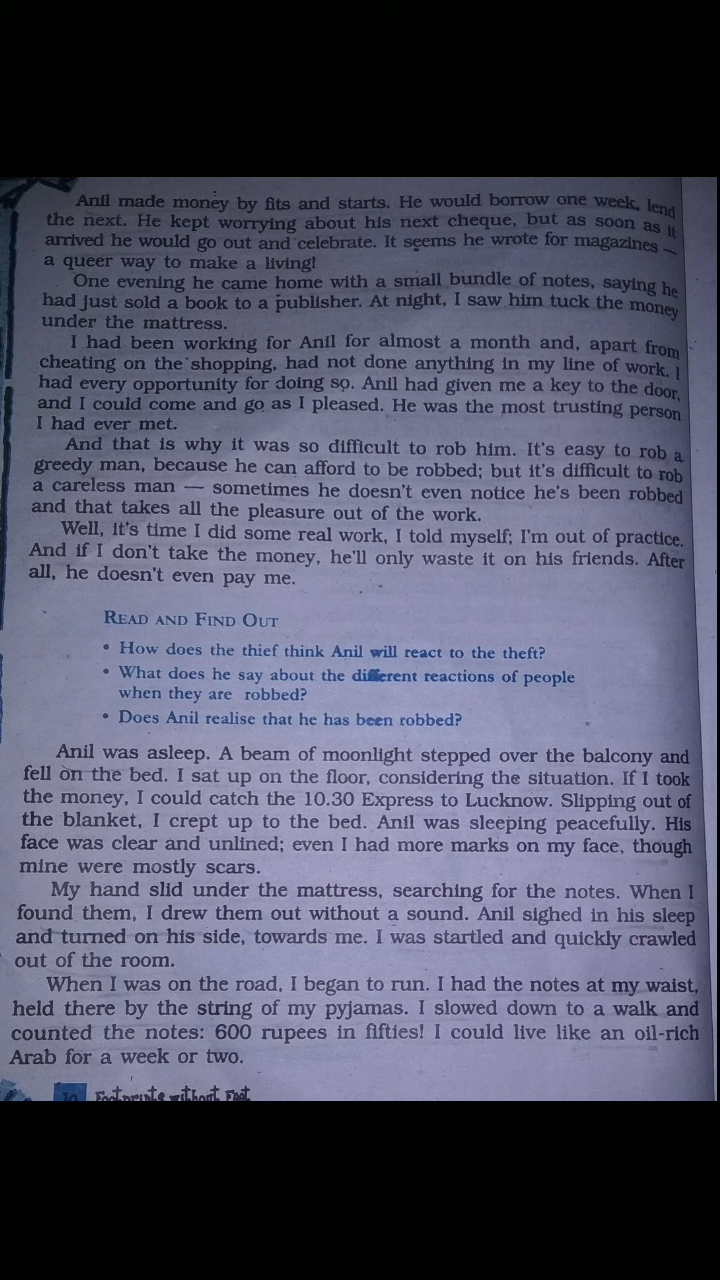 Anil made money by fits and starts. He would borrow one week, lend
the next. He kept worrying about his next cheque, but as soon as it
arrived he would go out and celebrate. It seems he wrote for magazines —
a queer way to make a living!
One evening he came home with a small bundle of notes, saying he
had just sold a book to a publisher. At night, I saw him tuck the money
under the mattress.
I had been working for Anil for almost a month and, apart from
cheating on the shopping, had not done anything in my line of work. I
had every opportunity for doing so. Anil had given me a key to the door,
and I could come and go as I pleased. He was the most trusting person
I had ever met.
And that is why it was so difficult to rob him. It's easy to rob a
greedy man, because he can afford to be robbed; but it's difficult to rob
a careless man — sometimes he doesn't even notice he's been robbed
and that takes all the pleasure out of the work.
Well, it's time I did some real work, I told myself; I'm out of practice.
And if I don't take the money, he'll only waste it on his friends. After
all, he doesn't even pay me.
READ AND FIND OUT
• How does the thief think Anil will react to the theft?
• What does he say about the different reactions of people
when they are robbed?
• Does Anil realise that he has been robbed?
Anil was asleep. A beam of moonlight stepped over the balcony and
fell on the bed. I sat up on the floor, considering the situation. If I took
the money, I could catch the 10.30 Express to Lucknow. Slipping out of
the blanket, I crept up to the bed. Anil was sleeping peacefully. His
face was clear and unlined; even I had more marks on my face, though
mine were mostly scars.
My hand slid under the mattress, searching for the notes. When I
found them, I drew them out without a sound. Anil sighed in his sleep
and turned on his side, towards me. I was startled and quickly crawled
out of the room.
When I was on the road, I began to run. I had the notes at my waist,
held there by the string of my pyjamas. I slowed down to a walk and
counted the notes: 600 rupees in fifties! I could live like an oil-rich
Arab for a week or two.
Footprints without Feet